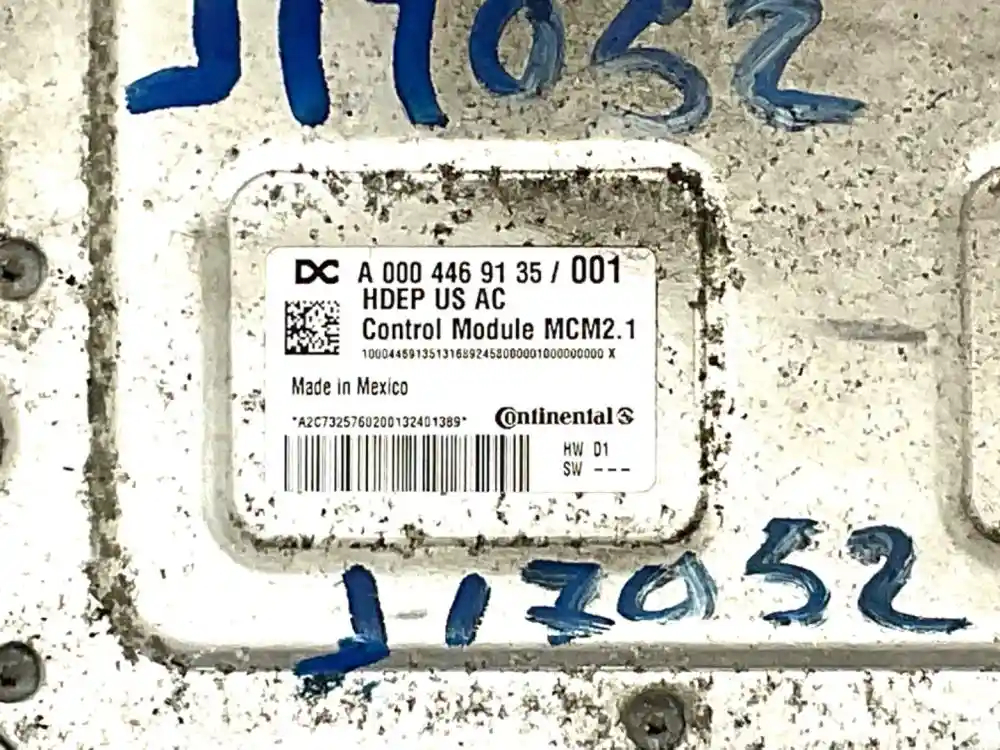 J17052
DC A 000 446 91 35 / 001
HDEP US AC
Control Module MCM2.1
10004469135131689245800000100000000 X
Made in Mexico
*A2C7325760200132401389*
Continental
HW D1
SW ---
J17052